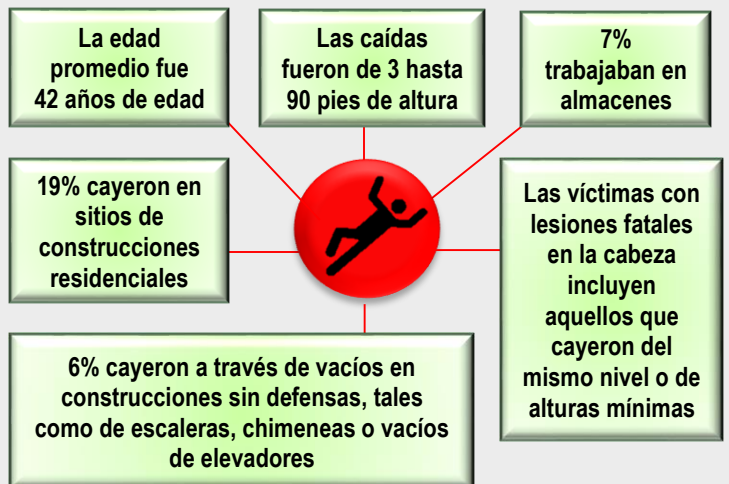 La edad
promedio fue
42 años de edad
Las caídas
fueron de 3 hasta
90 pies de altura
7%
trabajaban en
almacenes
19% cayeron en
sitios de
construcciones
residenciales
Las víctimas con
lesiones fatales
en la cabeza
incluyen
aquellos que
cayeron del
mismo nivel o de
alturas mínimas
6% cayeron a través de vacíos en
construcciones sin defensas, tales
como de escaleras, chimeneas o vacíos
de elevadores